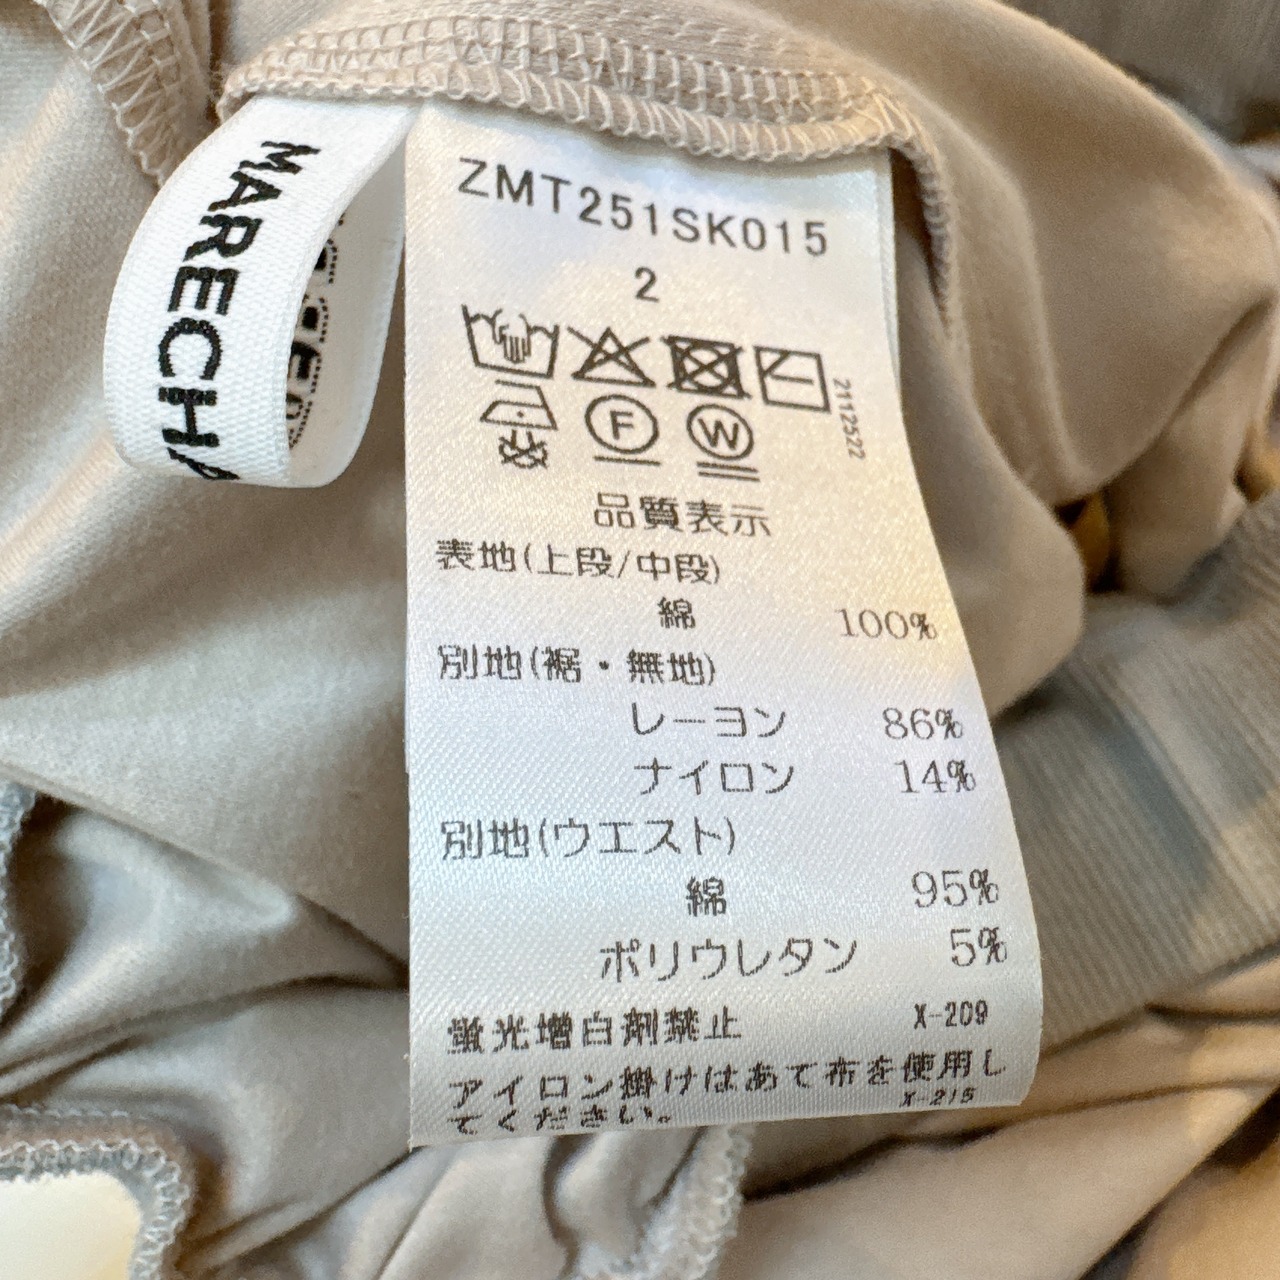 ZMT251SK015
2
2112522
F
W
品質表示
表地(上段/中段)
綿 100%
別地(裾・無地)
レーヨン 86%
ナイロン 14%
別地(ウエスト)
綿 95%
ポリウレタン 5%
蛍光増白剤禁止 X-209
アイロン掛けはあて布を使用し
てください。 X-215
MARECHA